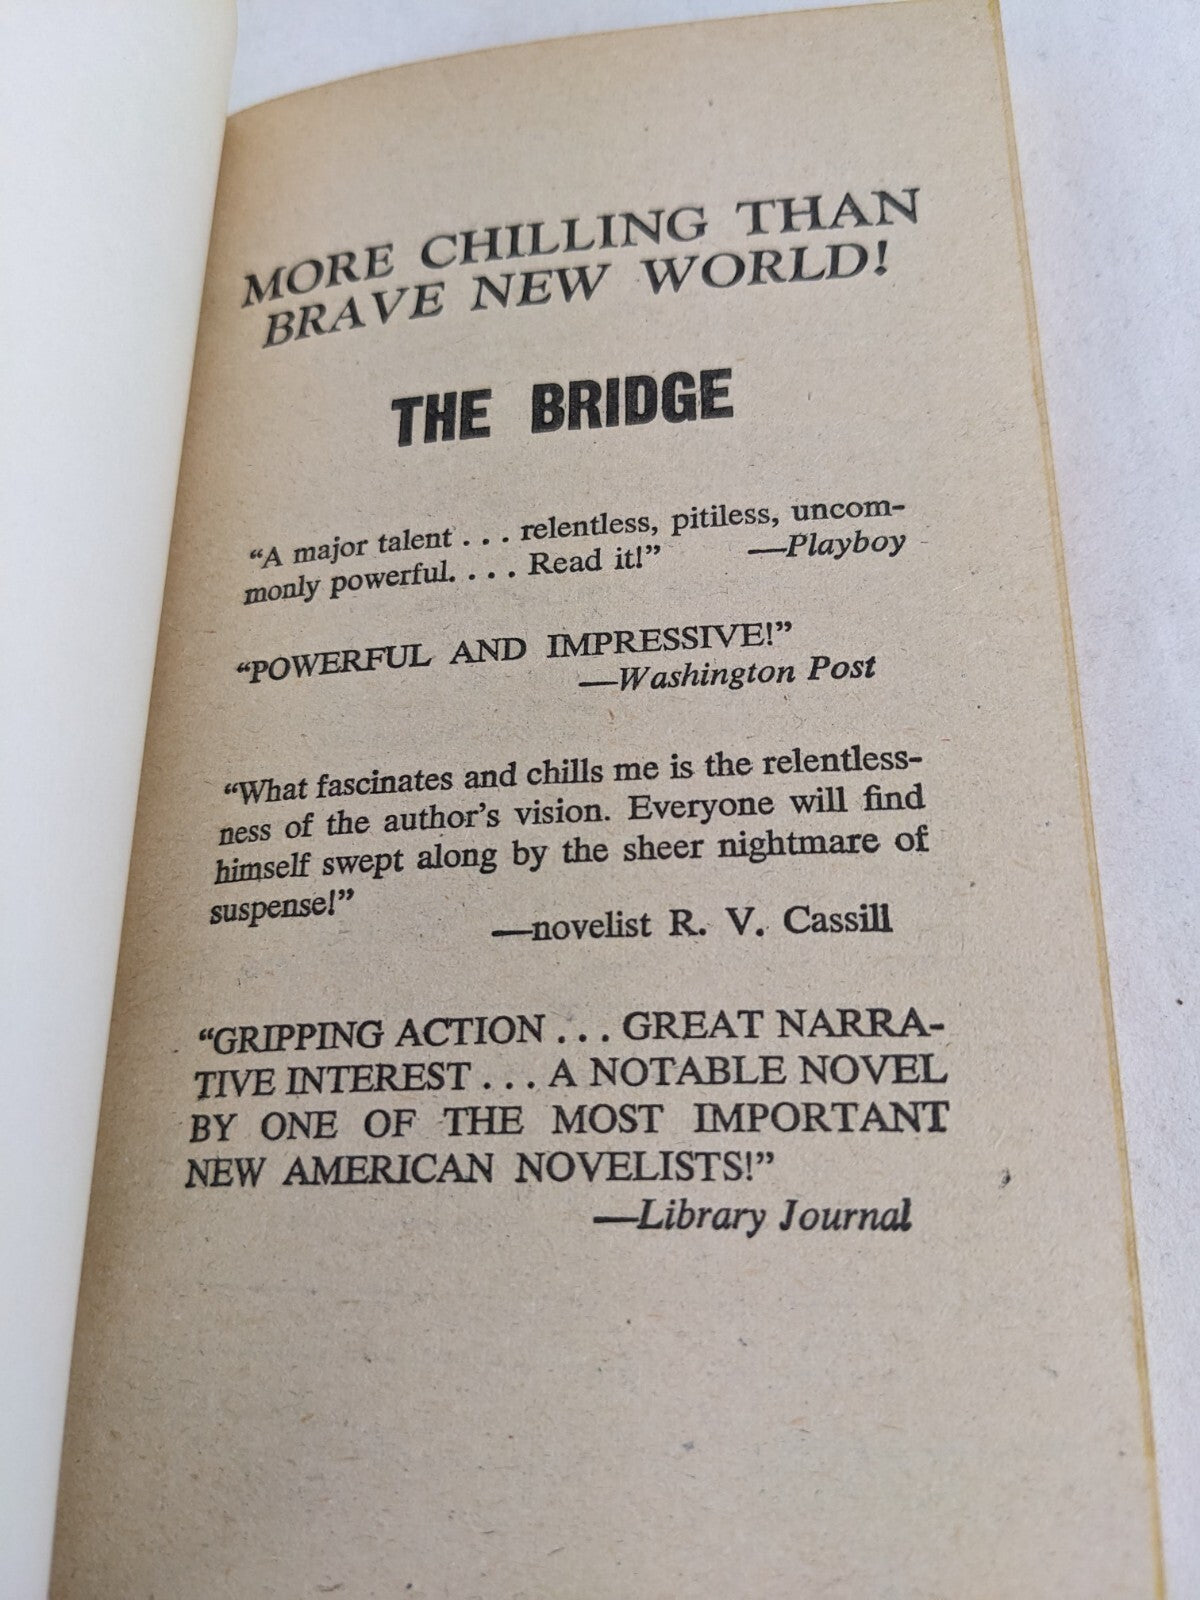 MORE CHILLING THAN
BRAVE NEW WORLD!
THE BRIDGE
“A major talent . . . relentless, pitiless, uncom-
monly powerful. . . . Read it!” —Playboy
“POWERFUL AND IMPRESSIVE!”
—Washington Post
“What fascinates and chills me is the relentless-
ness of the author’s vision. Everyone will find
himself swept along by the sheer nightmare of
suspense!”
—novelist R. V. Cassill
“GRIPPING ACTION . . . GREAT NARRA-
TIVE INTEREST . . . A NOTABLE NOVEL
BY ONE OF THE MOST IMPORTANT
NEW AMERICAN NOVELISTS!”
—Library Journal